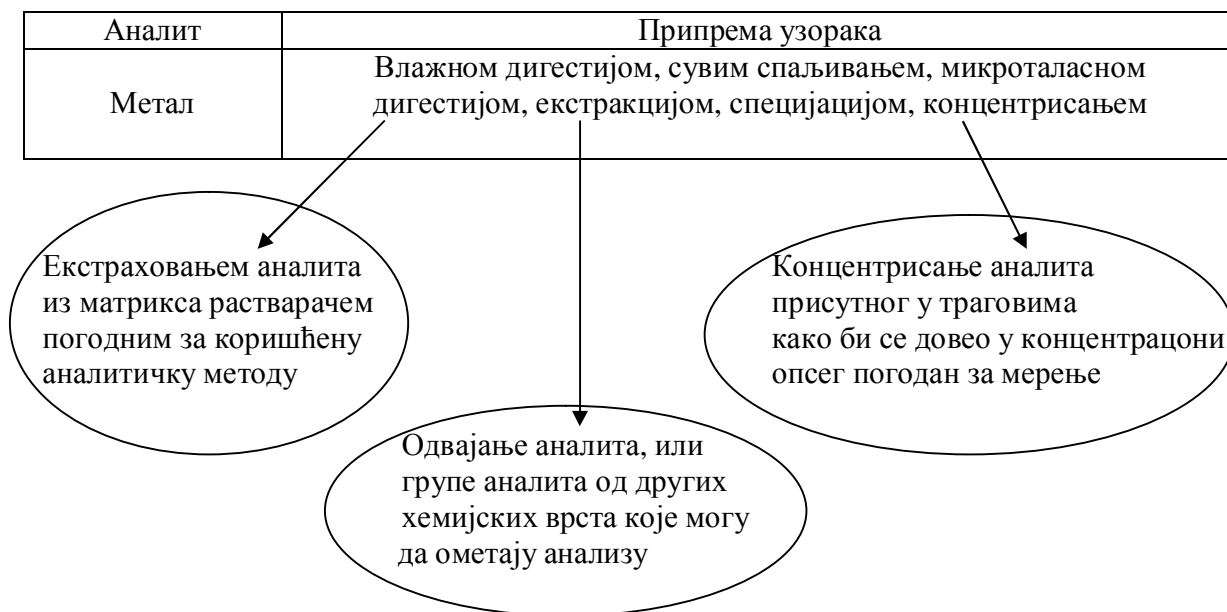 Аналит
Припрема узорака
Метал
Влажном дигестијом, сувим спаљивањем, микроталасном
дигестијом, екстракцијом, специјацијом, концентрисањем
Екстраховањем аналита
из матрикса растварачем
погодним за коришћену
аналитичку методу
Концентрисање аналита
присутног у траговима
како би се довео у концентрацони
опсег погодан за мерење
Одвајање аналита, или
групе аналита од других
хемијских врста које могу
да ометају анализу